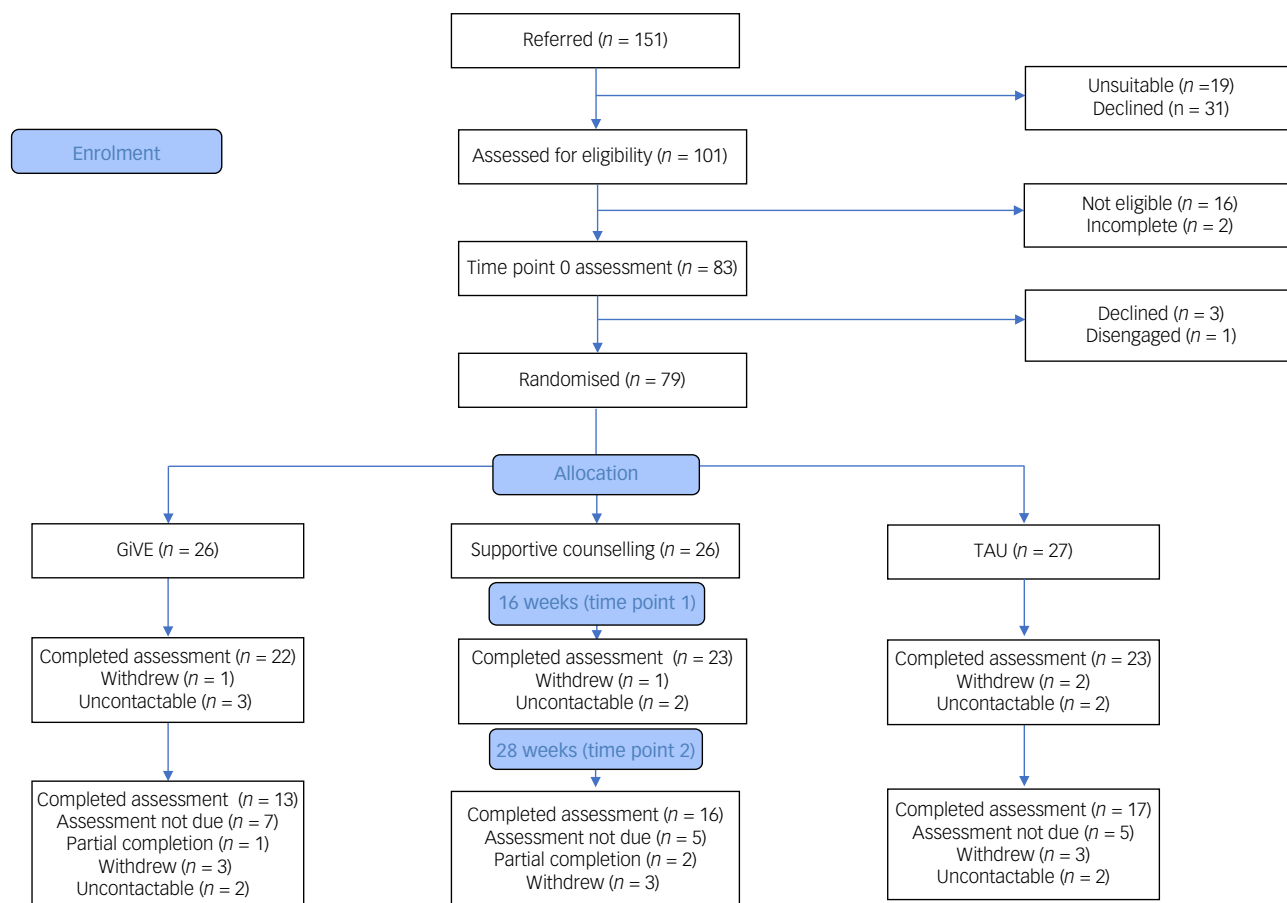 Referred (n = 151)
Unsuitable (n =19)
Declined (n = 31)
Enrolment
Assessed for eligibility (n = 101)
Not eligible (n = 16)
Incomplete (n = 2)
Time point 0 assessment (n = 83)
Declined (n = 3)
Disengaged (n = 1)
Randomised (n = 79)
Allocation
GiVE (n = 26)
Supportive counselling (n = 26)
TAU (n = 27)
16 weeks (time point 1)
Completed assessment (n = 22)
Withdrew (n = 1)
Uncontactable (n = 3)
Completed assessment (n = 23)
Withdrew (n = 1)
Uncontactable (n = 2)
Completed assessment (n = 23)
Withdrew (n = 2)
Uncontactable (n = 2)
28 weeks (time point 2)
Completed assessment (n = 13)
Assessment not due (n = 7)
Partial completion (n = 1)
Withdrew (n = 3)
Uncontactable (n = 2)
Completed assessment (n = 16)
Assessment not due (n = 5)
Partial completion (n = 2)
Withdrew (n = 3)
Completed assessment (n = 17)
Assessment not due (n = 5)
Withdrew (n = 3)
Uncontactable (n = 2)